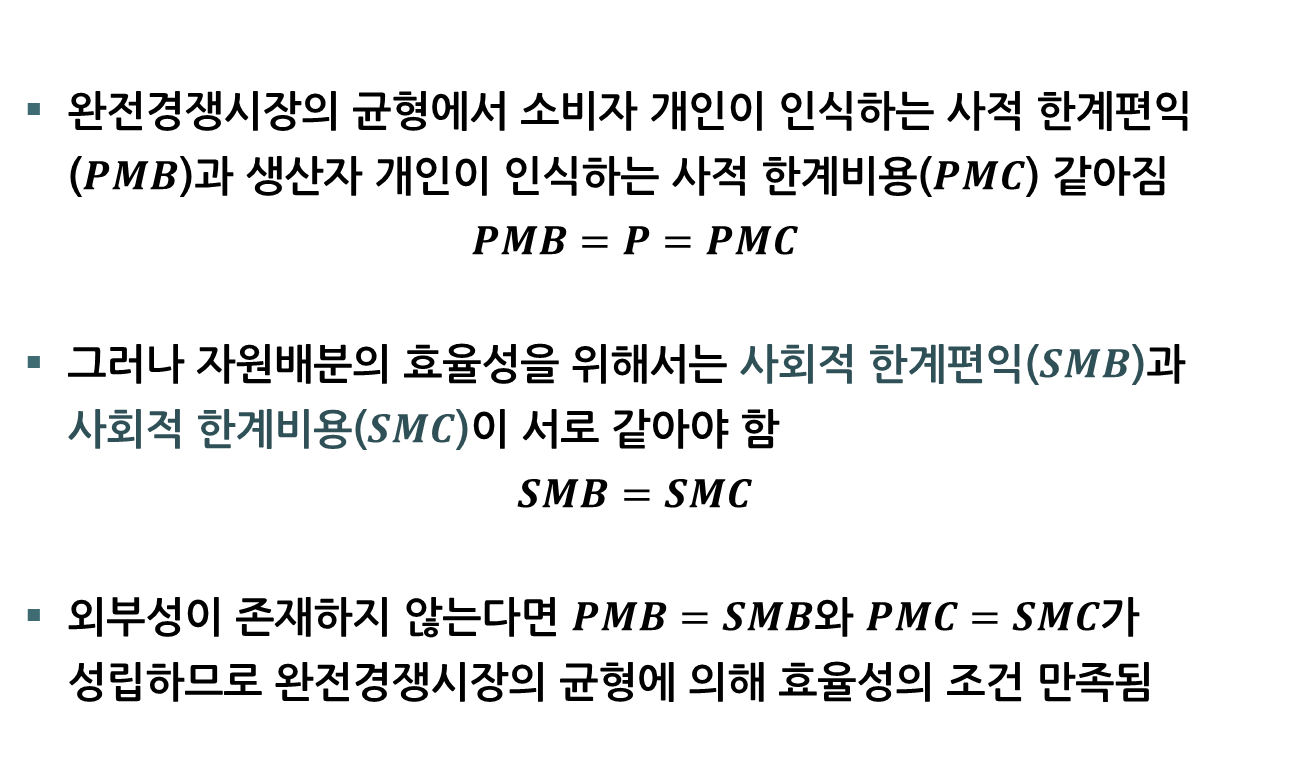 ▪ 완전경쟁시장의 균형에서 소비자 개인이 인식하는 사적 한계편익
(PMB)과 생산자 개인이 인식하는 사적 한계비용(PMC) 같아짐
PMB = P = PMC
▪ 그러나 자원배분의 효율성을 위해서는 사회적 한계편익(SMB)과
사회적 한계비용(SMC)이 서로 같아야 함
SMB = SMC
▪ 외부성이 존재하지 않는다면 PMB = SMB와 PMC = SMC가
성립하므로 완전경쟁시장의 균형에 의해 효율성의 조건 만족됨